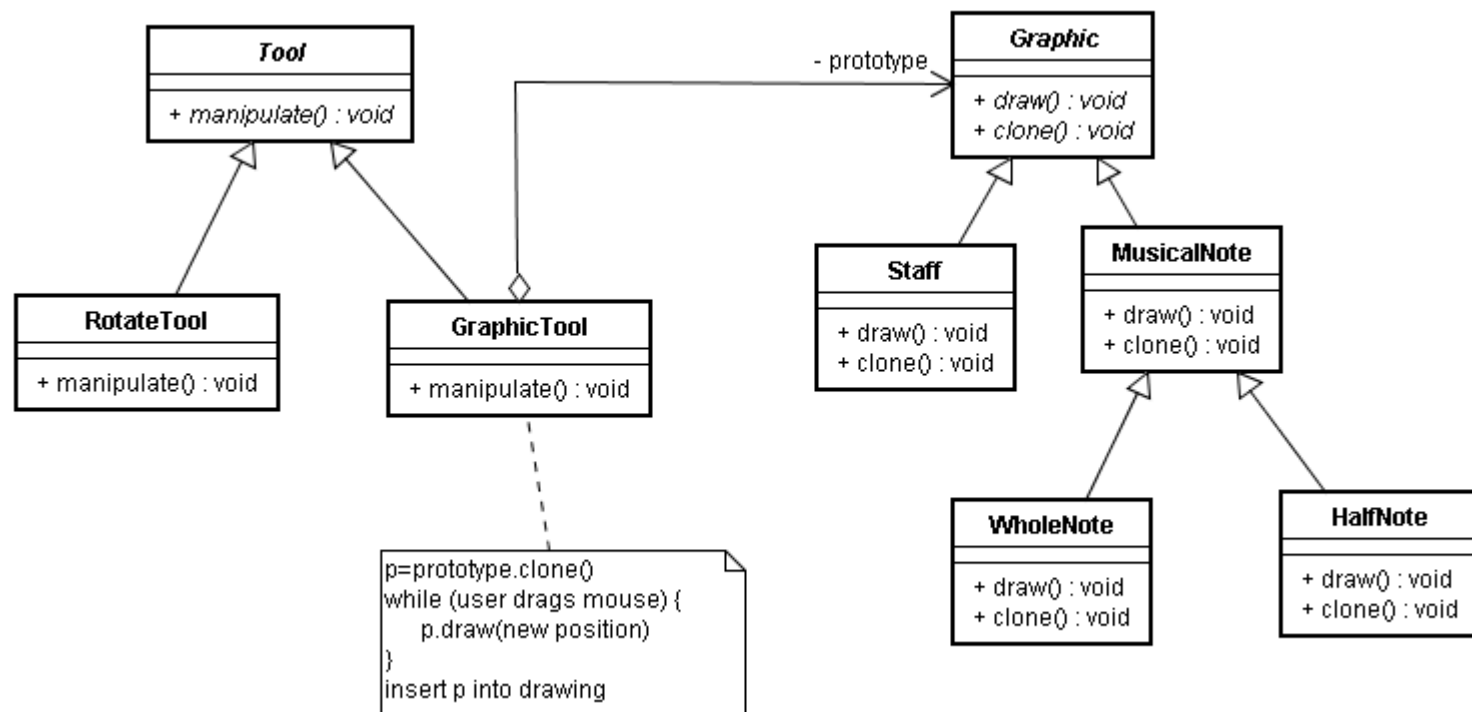 Tool
+ manipulate() : void
- prototype
Graphic
+ draw() : void
+ clone() : void
RotateTool
+ manipulate() : void
GraphicTool
+ manipulate() : void
Staff
+ draw() : void
+ clone() : void
MusicalNote
+ draw() : void
+ clone() : void
WholeNote
+ draw() : void
+ clone() : void
HalfNote
+ draw() : void
+ clone() : void
p=prototype.clone()
while (user drags mouse) {
p.draw(new position)
}
insert p into drawing